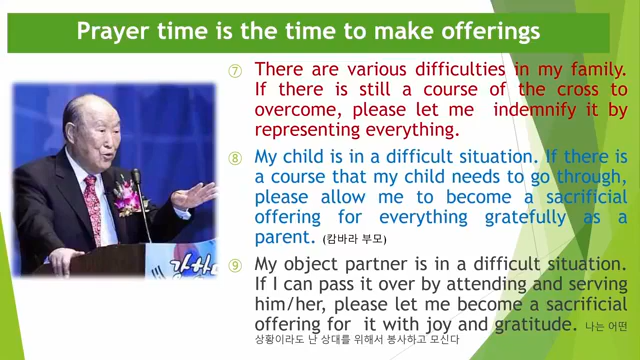 Prayer time is the time to make offerings
⑦ There are various difficulties in my family.
If there is still a course of the cross to
overcome, please let me indemnify it by
representing everything.
⑧ My child is in a difficult situation. If there is
a course that my child needs to go through,
please allow me to become a sacrificial
offering for everything gratefully as a
parent. (캄바라 부모)
⑨ My object partner is in a difficult situation.
If I can pass it over by attending and serving
him/her, please let me become a sacrificial
offering for it with joy and gratitude. 나는 어떤
상황이라도 난 상대를 위해서 봉사하고 모신다